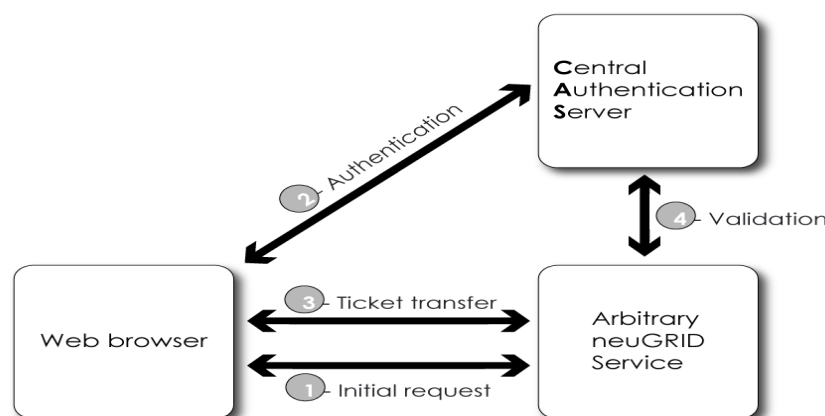 Central
Authentication
Server
2 - Authentication
4 - Validation
3 - Ticket transfer
Web browser
Arbitrary
neuGRID
Service
1 - Initial request